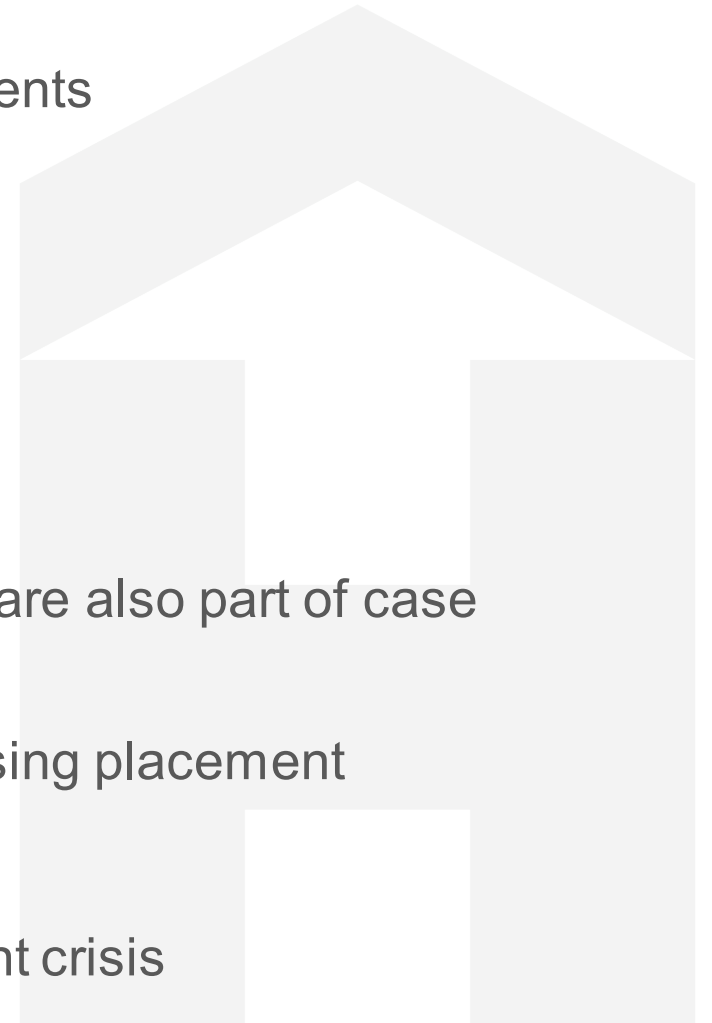 ents
are also part of case
sing placement
nt crisis